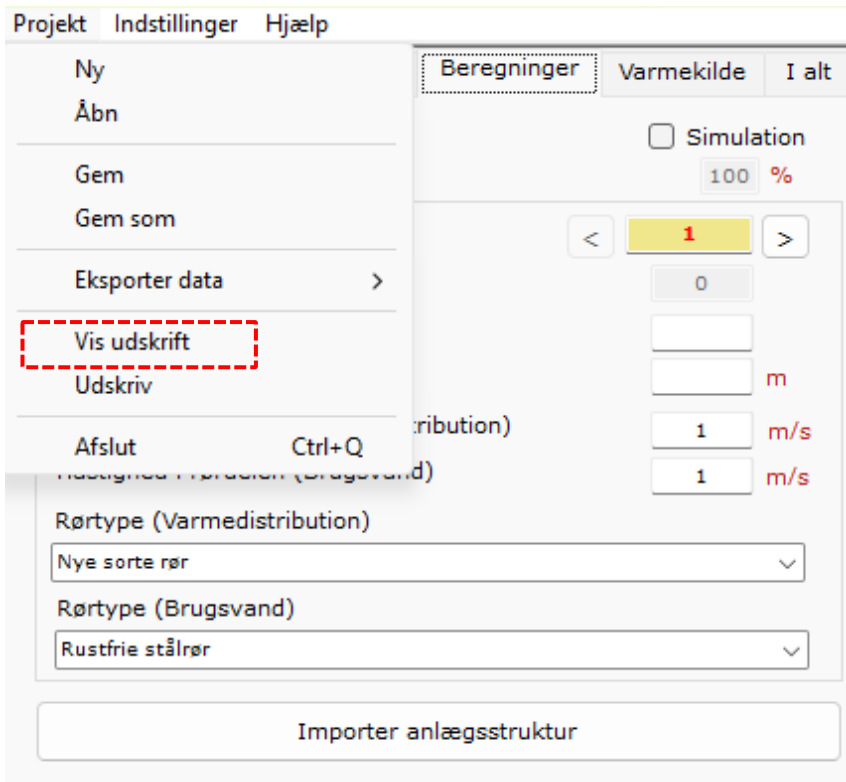 Projekt Indstillinger Hjælp
Ny
Åbn
Gem
Gem som
Eksporter data >
Vis udskrift
Udskriv
Afslut Ctrl+Q
Beregninger Varmekilde I alt
Simulation
100 %
< 1 >
0
m
tribution) 1 m/s
(Brugsvand) 1 m/s
Rørtype (Varmedistribution)
Nye sorte rør
Rørtype (Brugsvand)
Rustfrie stålrør
Importer anlægsstruktur